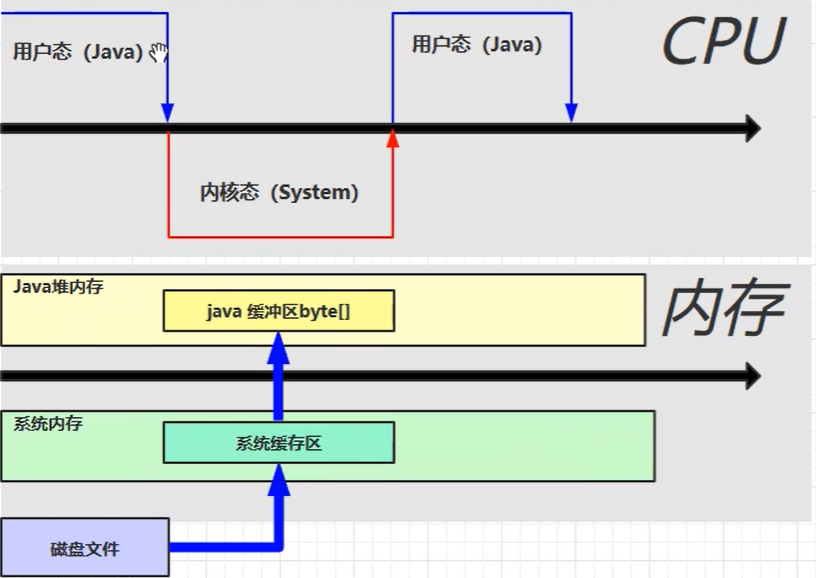 用户态（Java)
用户态（Java)
CPU
内核态（System)
Java堆内存
java 缓冲区byte[]
内存
系统内存
系统缓存区
磁盘文件